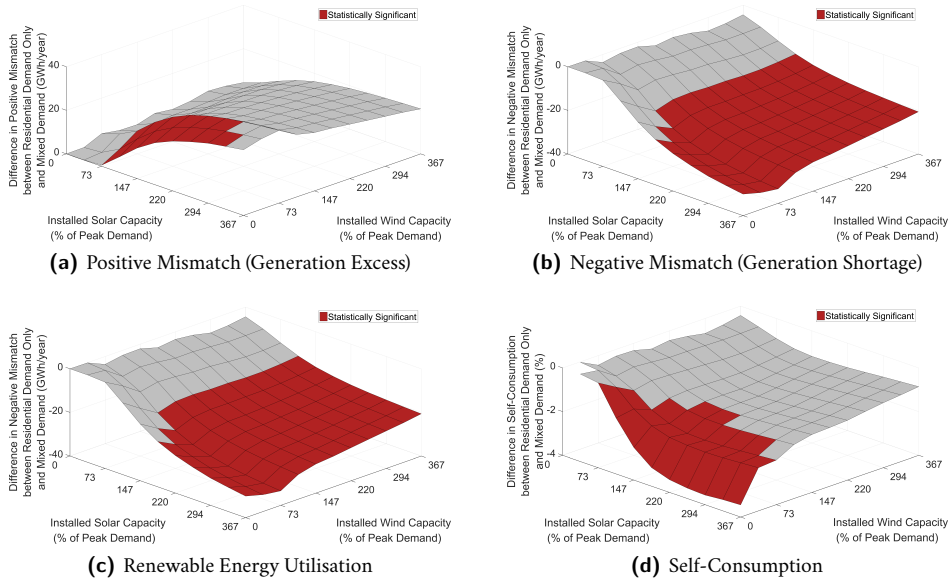 Statistically Significant
Difference in Positive Mismatch
between Residential Demand Only
and Mixed Demand (GWh/year)
40
20
0
0
73
147
220
294
367
Installed Solar Capacity
(% of Peak Demand)
0
73
147
220
294
367
Installed Wind Capacity
(% of Peak Demand)
(a) Positive Mismatch (Generation Excess)
Statistically Significant
Difference in Negative Mismatch
between Residential Demand Only
and Mixed Demand (GWh/year)
0
-20
-40
0
73
147
220
294
367
Installed Solar Capacity
(% of Peak Demand)
0
73
147
220
294
367
Installed Wind Capacity
(% of Peak Demand)
(b) Negative Mismatch (Generation Shortage)
Statistically Significant
Difference in Negative Mismatch
between Residential Demand Only
and Mixed Demand (GWh/year)
0
-20
-40
0
73
147
220
294
367
Installed Solar Capacity
(% of Peak Demand)
0
73
147
220
294
367
Installed Wind Capacity
(% of Peak Demand)
(c) Renewable Energy Utilisation
Statistically Significant
Difference in Self-Consumption
between Residential Demand Only
and Mixed Demand (%)
0
-2
-4
0
73
147
220
294
367
Installed Solar Capacity
(% of Peak Demand)
0
73
147
220
294
367
Installed Wind Capacity
(% of Peak Demand)
(d) Self-Consumption